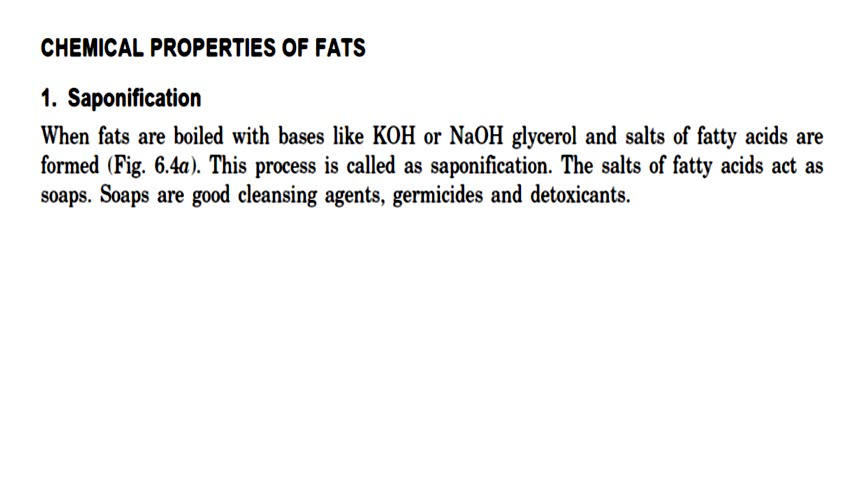 CHEMICAL PROPERTIES OF FATS
1. Saponification
When fats are boiled with bases like KOH or NaOH glycerol and salts of fatty acids are
formed (Fig. 6.4a). This process is called as saponification. The salts of fatty acids act as
soaps. Soaps are good cleansing agents, germicides and detoxicants.